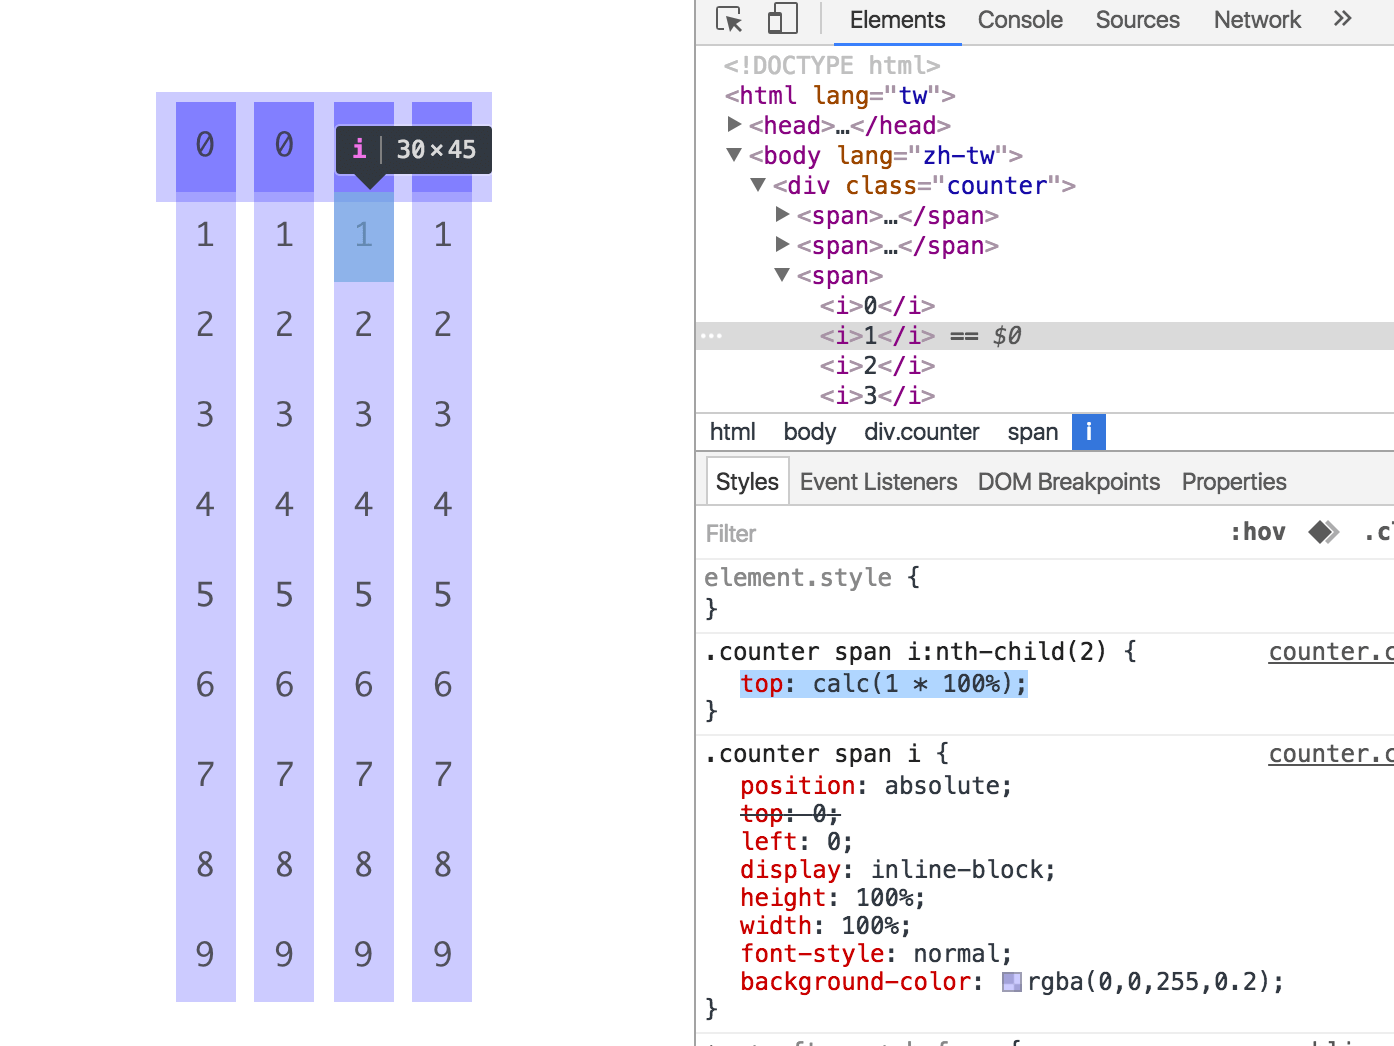 0 0
1 1 1 1
2 2 2 2
3 3 3 3
4 4 4 4
5 5 5 5
6 6 6 6
7 7 7 7
8 8 8 8
9 9 9 9
i 30×45
Elements Console Sources Network »
<!DOCTYPE html>
<html lang="tw">
<head>…</head>
<body lang="zh-tw">
<div class="counter">
<span>…</span>
<span>…</span>
<span>
<i>0</i>
… <i>1</i> == $0
<i>2</i>
<i>3</i>
html body div.counter span i
Styles Event Listeners DOM Breakpoints Properties
Filter :hov .cl
element.style {
}
.counter span i:nth-child(2) { counter.c
top: calc(1 * 100%);
}
.counter span i { counter.c
position: absolute;
top: 0;
left: 0;
display: inline-block;
height: 100%;
width: 100%;
font-style: normal;
background-color: rgba(0,0,255,0.2);
}